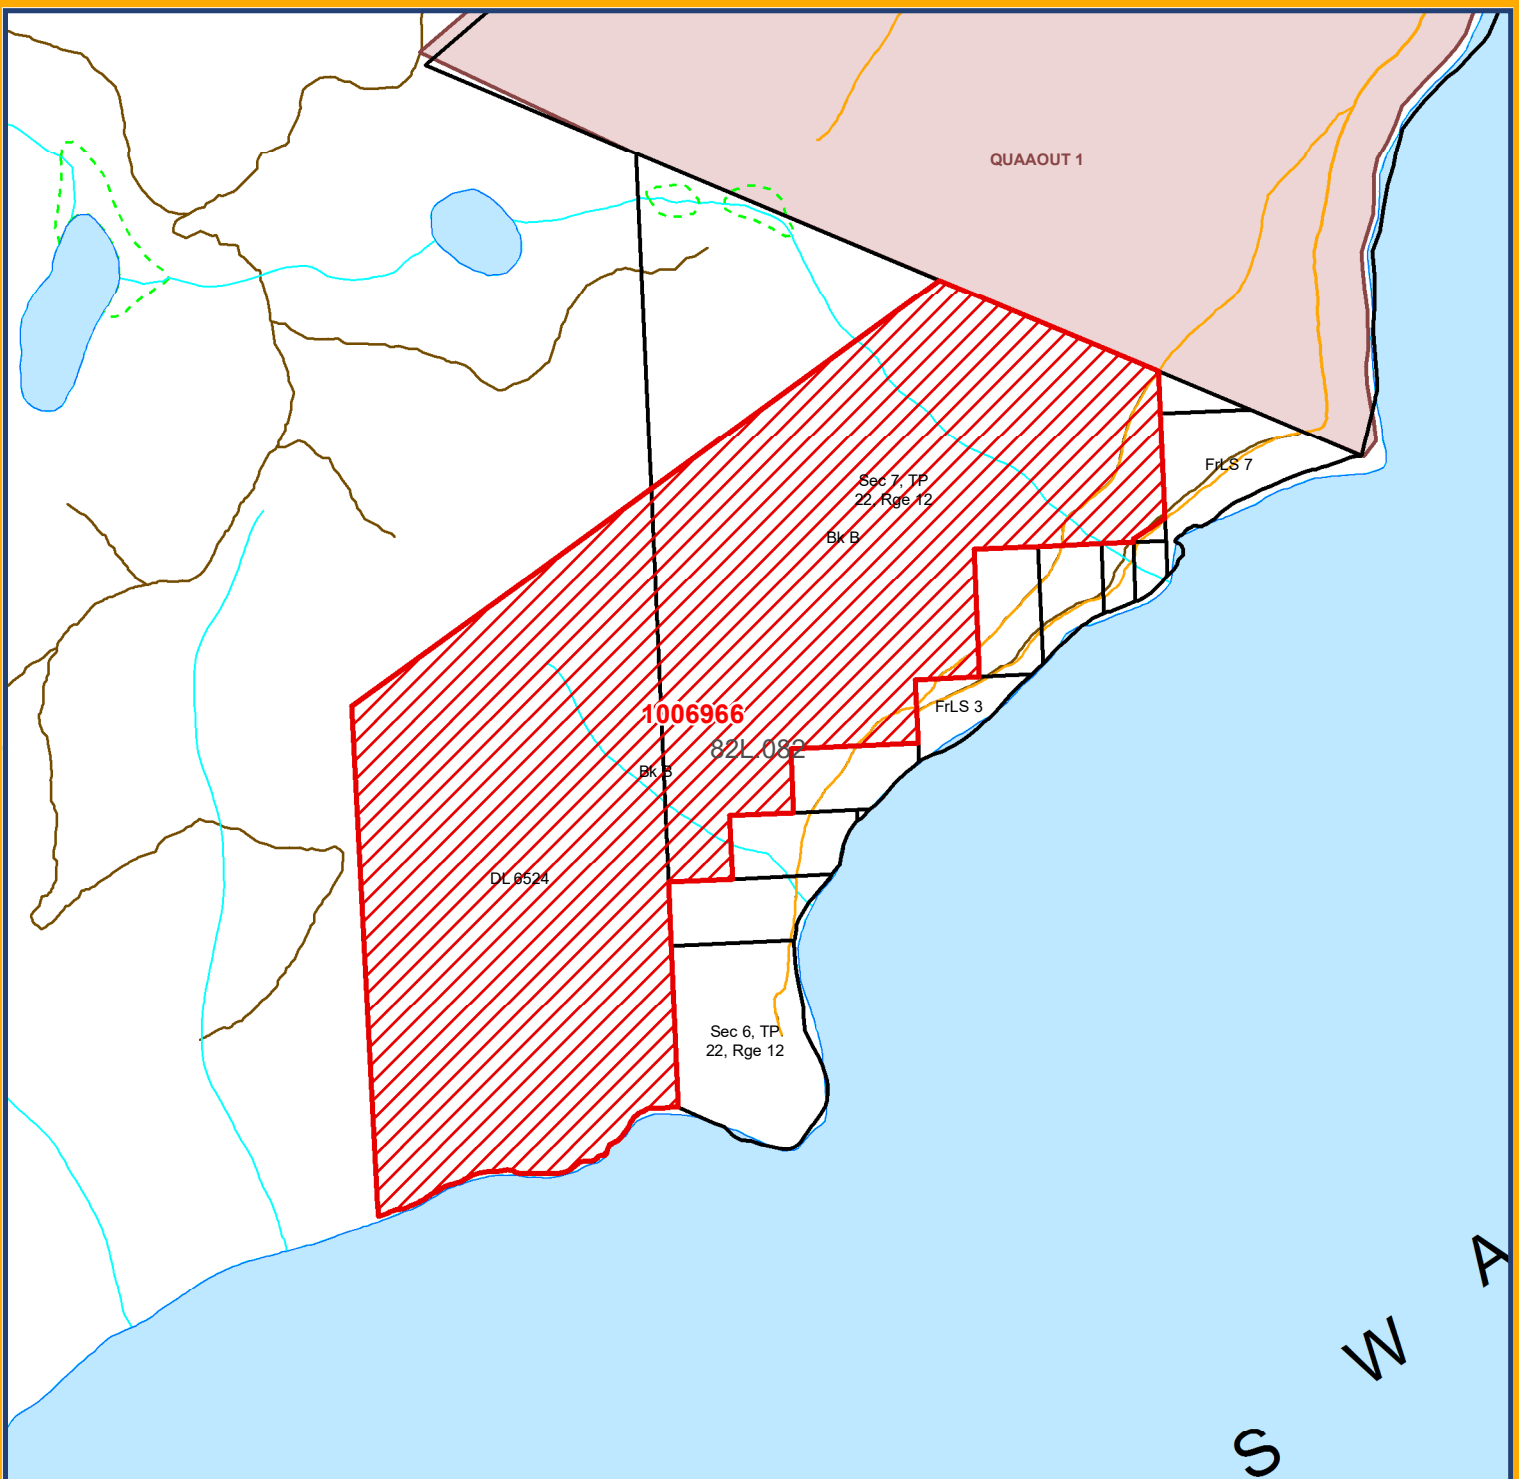 QUAAOUT 1
FrLS 7
Sec 7, TP
22, Rge 12
Bk B
FrLS 3
1006966
82L.082
Bk B
DL 6524
Sec 6, TP
22, Rge 12
A
W
S